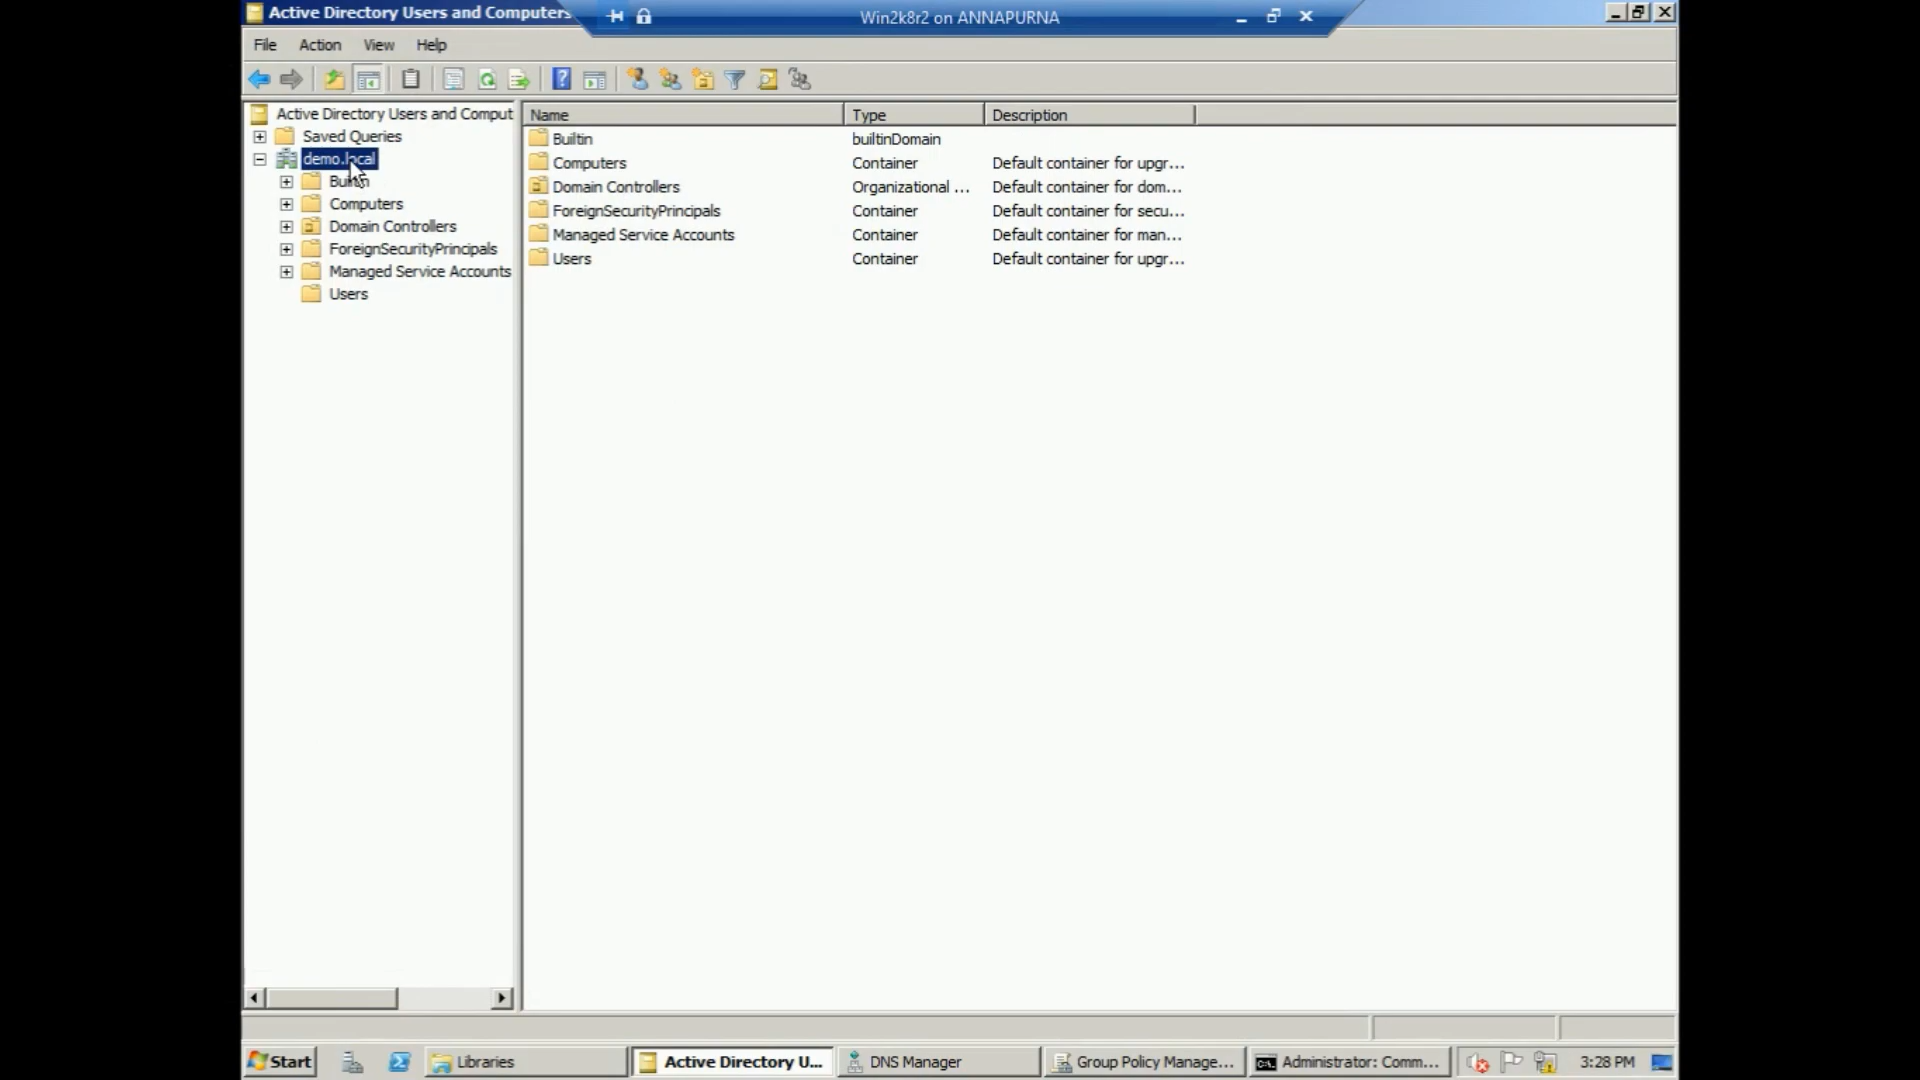 Active Directory Users and Computers
Win2k8r2 on ANNAPURNA
File Action View Help
Active Directory Users and Comput
Saved Queries
demo.local
Builtin
Computers
Domain Controllers
ForeignSecurityPrincipals
Managed Service Accounts
Users
Name Type Description
Builtin builtinDomain
Computers Container Default container for upgr...
Domain Controllers Organizational ... Default container for dom...
ForeignSecurityPrincipals Container Default container for secu...
Managed Service Accounts Container Default container for man...
Users Container Default container for upgr...
Start Libraries Active Directory U... DNS Manager Group Policy Manage... Administrator: Comm... 3:28 PM